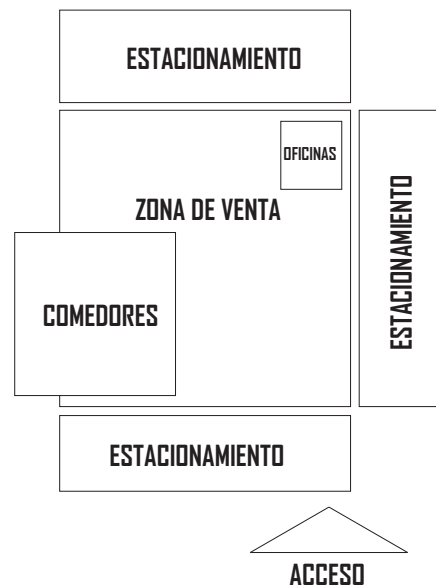 ESTACIONAMIENTO
OFICINAS
ZONA DE VENTA
ESTACIONAMIENTO
COMEDORES
ESTACIONAMIENTO
ACCESO